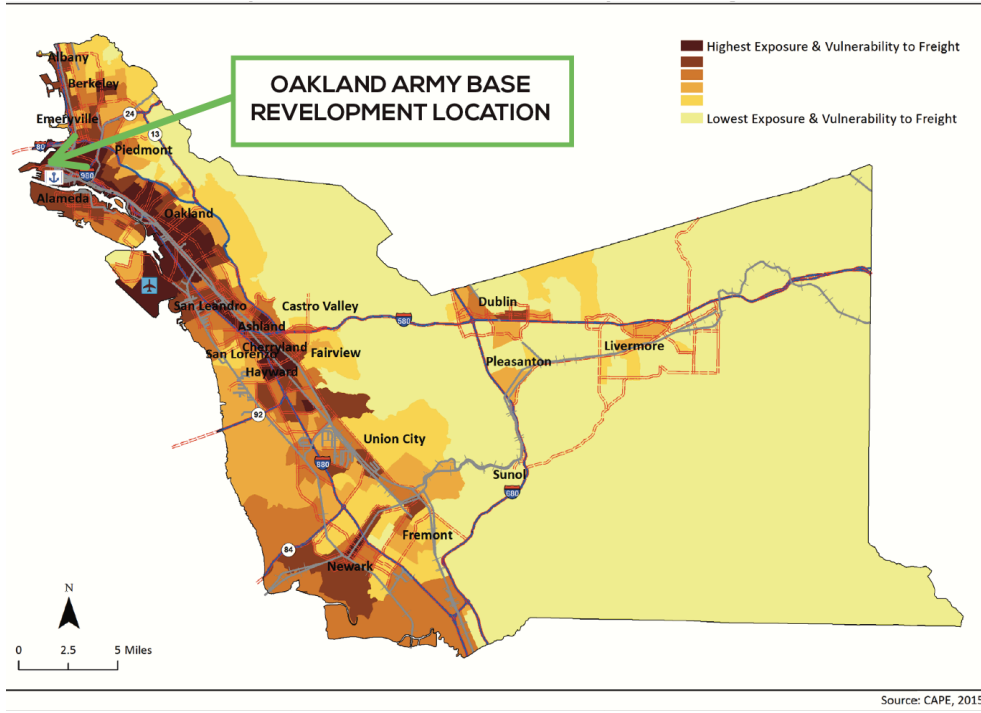 Highest Exposure & Vulnerability to Freight
Lowest Exposure & Vulnerability to Freight
OAKLAND ARMY BASE
REVELOPMENT LOCATION
Albany
Berkeley
Emeryville
24
13
80
Piedmont
980
Alameda
Oakland
San Leandro
Castro Valley
Ashland
580
Dublin
Cherryland
San Lorenzo
Fairview
Livermore
Pleasanton
Hayward
92
Union City
880
Sunol
680
Fremont
84
Newark
N
0 2.5 5 Miles
Source: CAPE, 2015